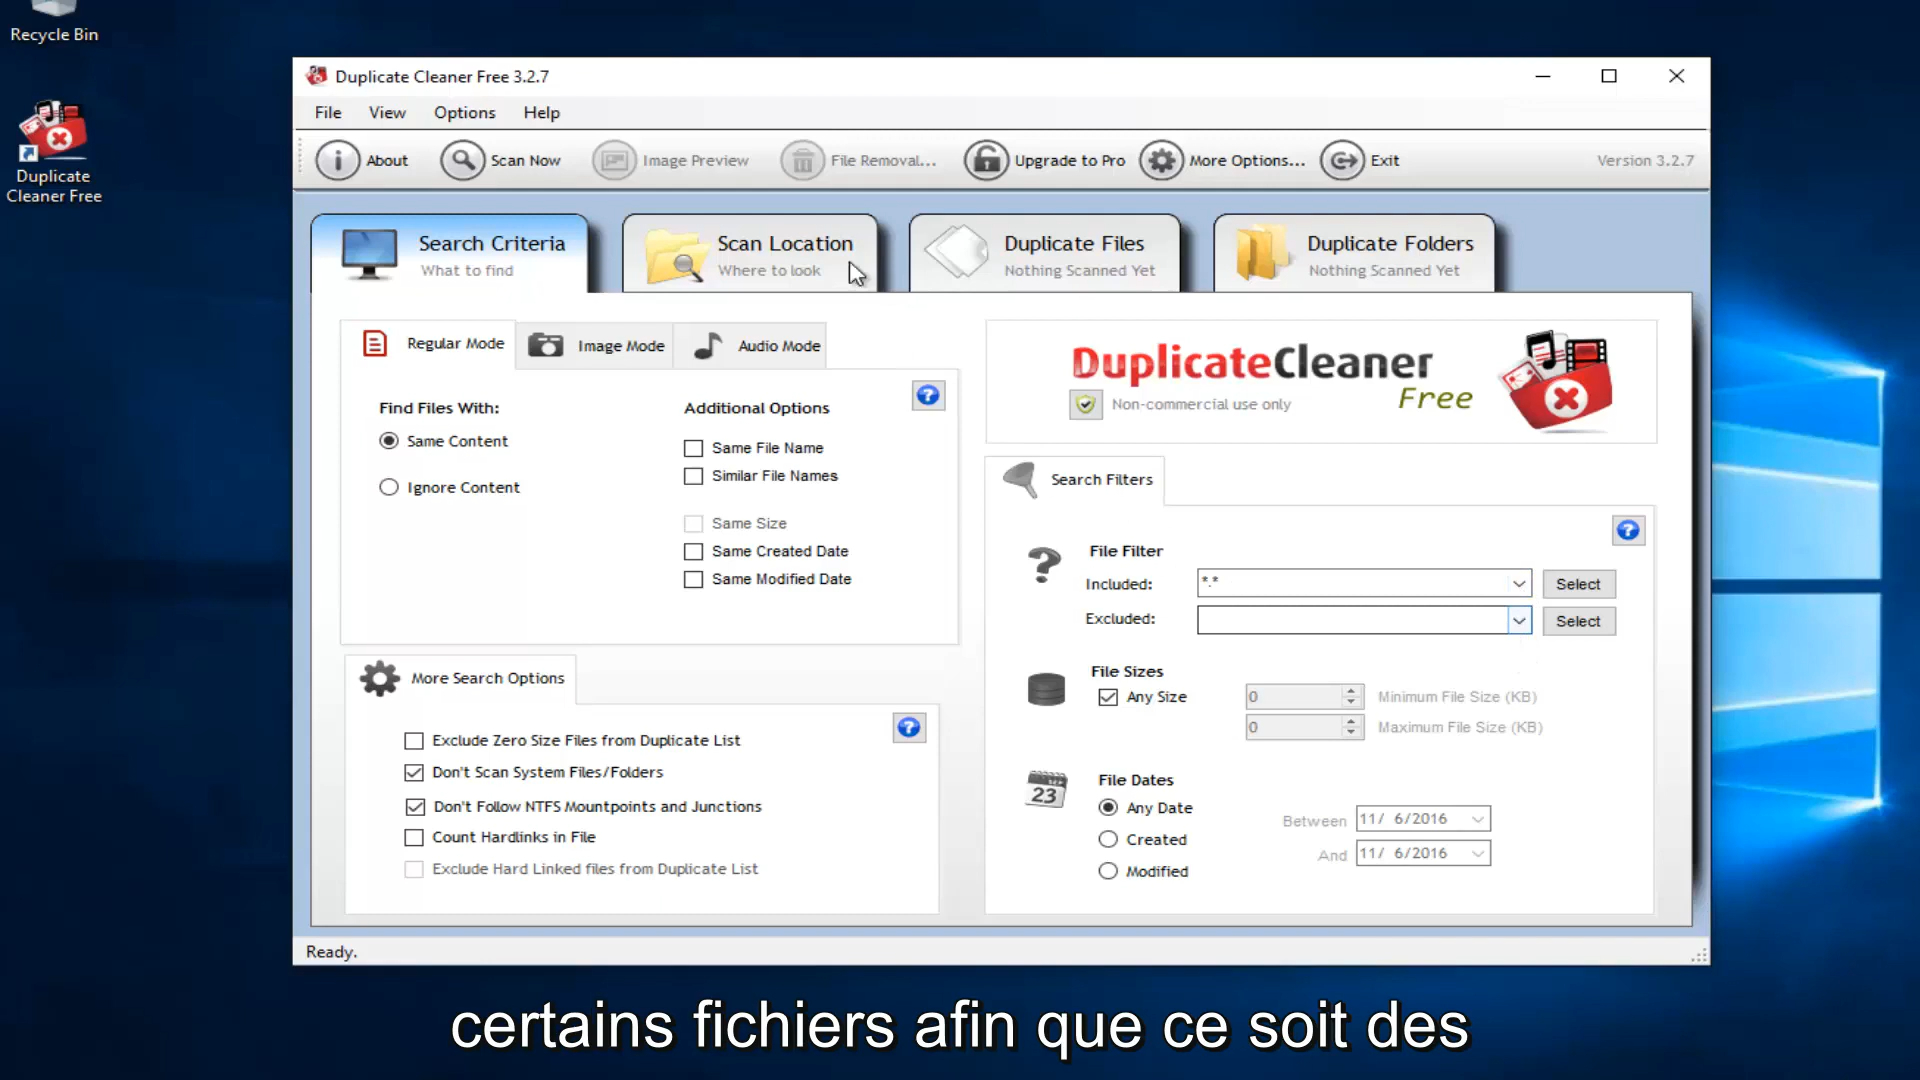 Recycle Bin
Duplicate
Cleaner Free
Duplicate Cleaner Free 3.2.7
File View Options Help
About Scan Now Image Preview File Removal... Upgrade to Pro More Options... Exit Version 3.2.7
Search Criteria
What to find
Scan Location
Where to look
Duplicate Files
Nothing Scanned Yet
Duplicate Folders
Nothing Scanned Yet
Regular Mode Image Mode Audio Mode
Find Files With:
Same Content
Ignore Content
Additional Options
Same File Name
Similar File Names
Same Size
Same Created Date
Same Modified Date
More Search Options
Exclude Zero Size Files from Duplicate List
Don't Scan System Files/Folders
Don't Follow NTFS Mountpoints and Junctions
Count Hardlinks in File
Exclude Hard Linked files from Duplicate List
DuplicateCleaner
Free
Non-commercial use only
Search Filters
File Filter
Included: *.* Select
Excluded: Select
File Sizes
Any Size 0 Minimum File Size (KB)
0 Maximum File Size (KB)
23
File Dates
Any Date
Created
Modified
Between 11/ 6/2016
And 11/ 6/2016
Ready.
certains fichiers afin que ce soit des